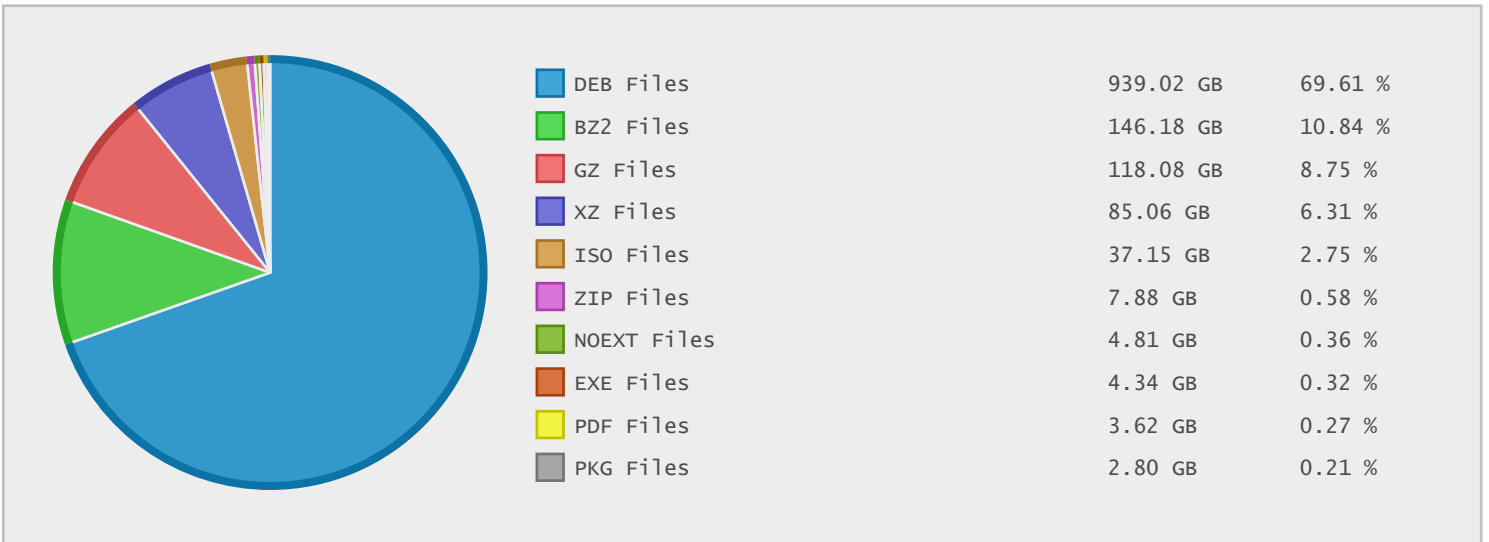 DEB Files 939.02 GB 69.61 %
BZ2 Files 146.18 GB 10.84 %
GZ Files 118.08 GB 8.75 %
XZ Files 85.06 GB 6.31 %
ISO Files 37.15 GB 2.75 %
ZIP Files 7.88 GB 0.58 %
NOEXT Files 4.81 GB 0.36 %
EXE Files 4.34 GB 0.32 %
PDF Files 3.62 GB 0.27 %
PKG Files 2.80 GB 0.21 %